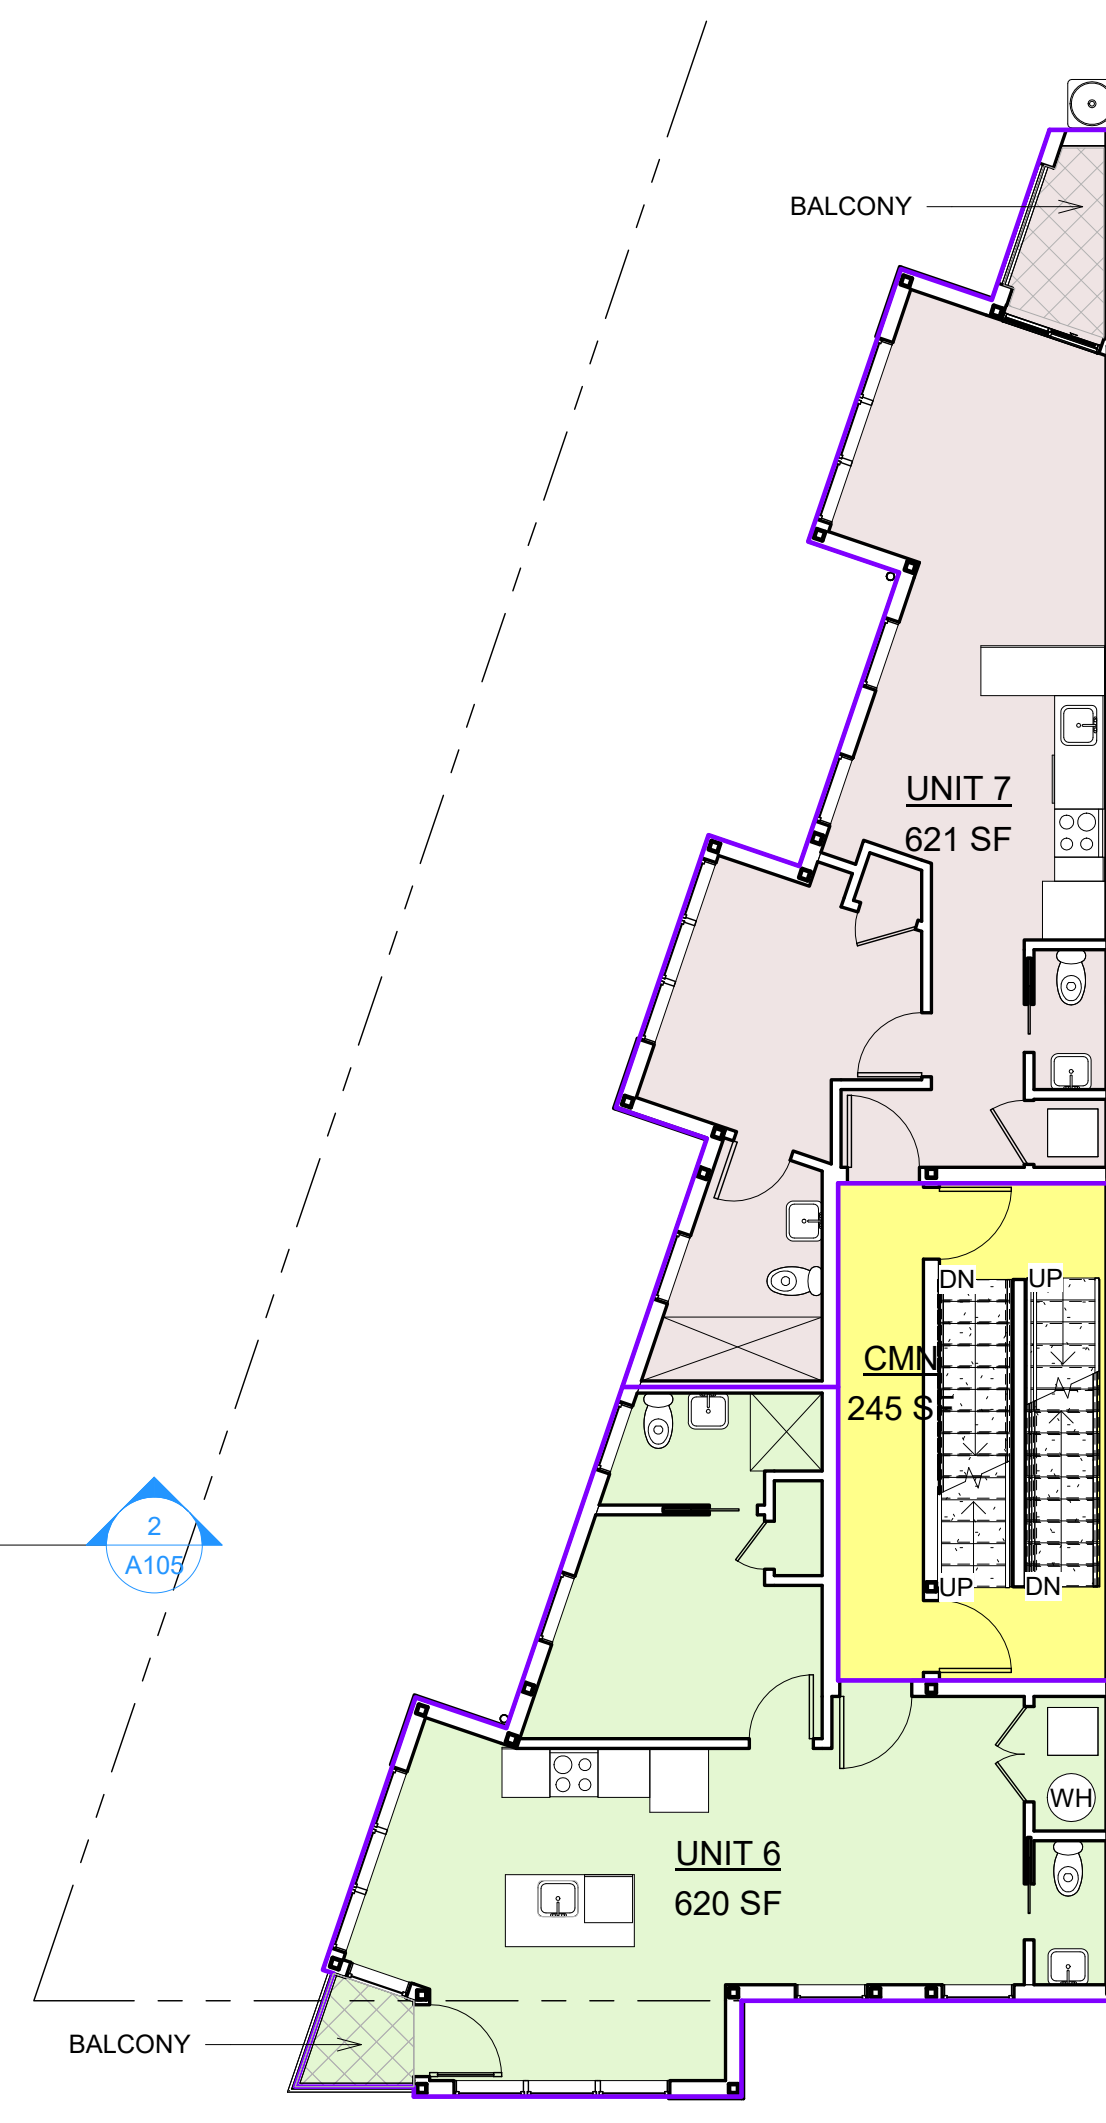 BALCONY
UNIT 7
621 SF
DN
UP
CMN
245 SF
2
A105
UP
DN
WH
UNIT 6
620 SF
BALCONY